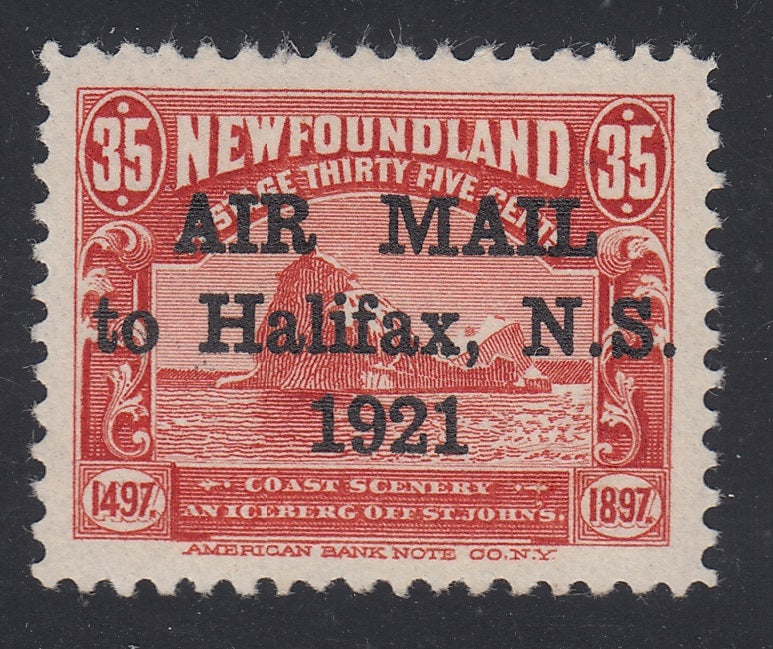 35 NEWFOUNDLAND 35
THIRTY FIVE
AIR MAIL
to Halifax, N.S.
1921
1497. COAST SCENERY 1897.
AN ICEBERG OFF ST. JOHN'S.
AMERICAN BANK NOTE CO. N.Y.